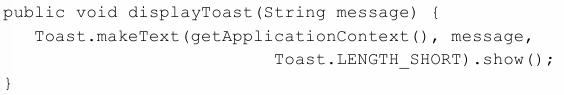 public void displayToast(String message) {
   Toast.makeText(getApplicationContext(), message,
                         Toast.LENGTH_SHORT).show();
}